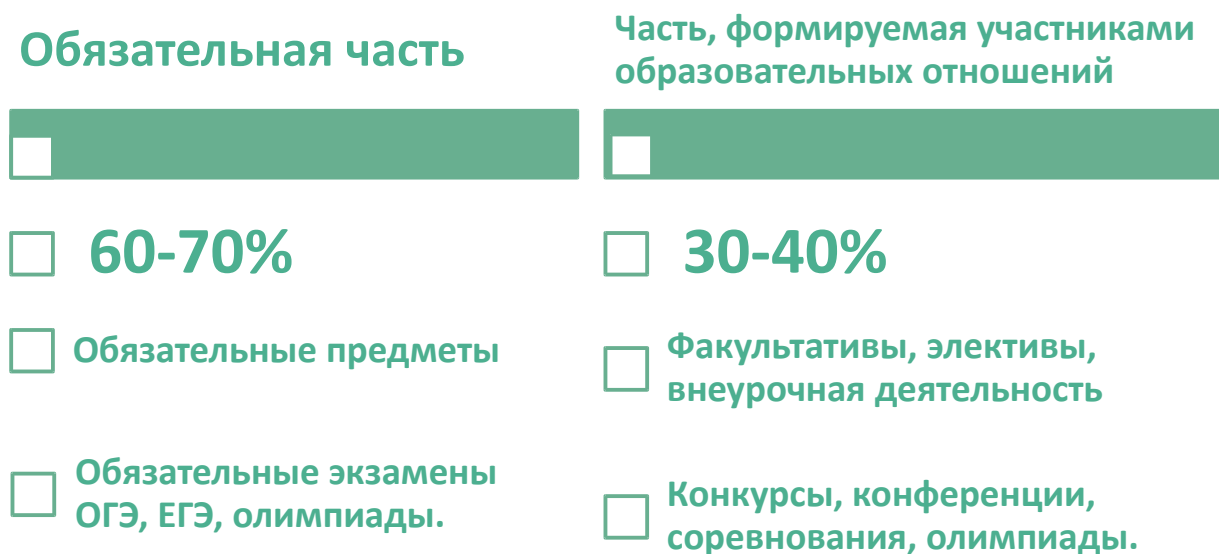 Обязательная часть
60-70%
Обязательные предметы
Обязательные экзамены
ОГЭ, ЕГЭ, олимпиады.
Часть, формируемая участниками
образовательных отношений
30-40%
Факультативы, элективы,
внеурочная деятельность
Конкурсы, конференции,
соревнования, олимпиады.